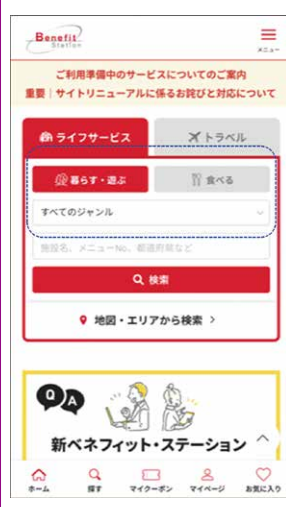 Benefit
Station
メニュー
ご利用準備中のサービスについてのご案内
重要｜サイトリニューアルに係るお詫びと対応について
ライフサービス
トラベル
暮らす・遊ぶ
食べる
すべてのジャンル
施設名、メニューNo、都道府県など
検索
地図・エリアから検索 >
Q A
新ベネフィット・ステーション
ホーム
探す
マイクーポン
マイページ
お気に入り